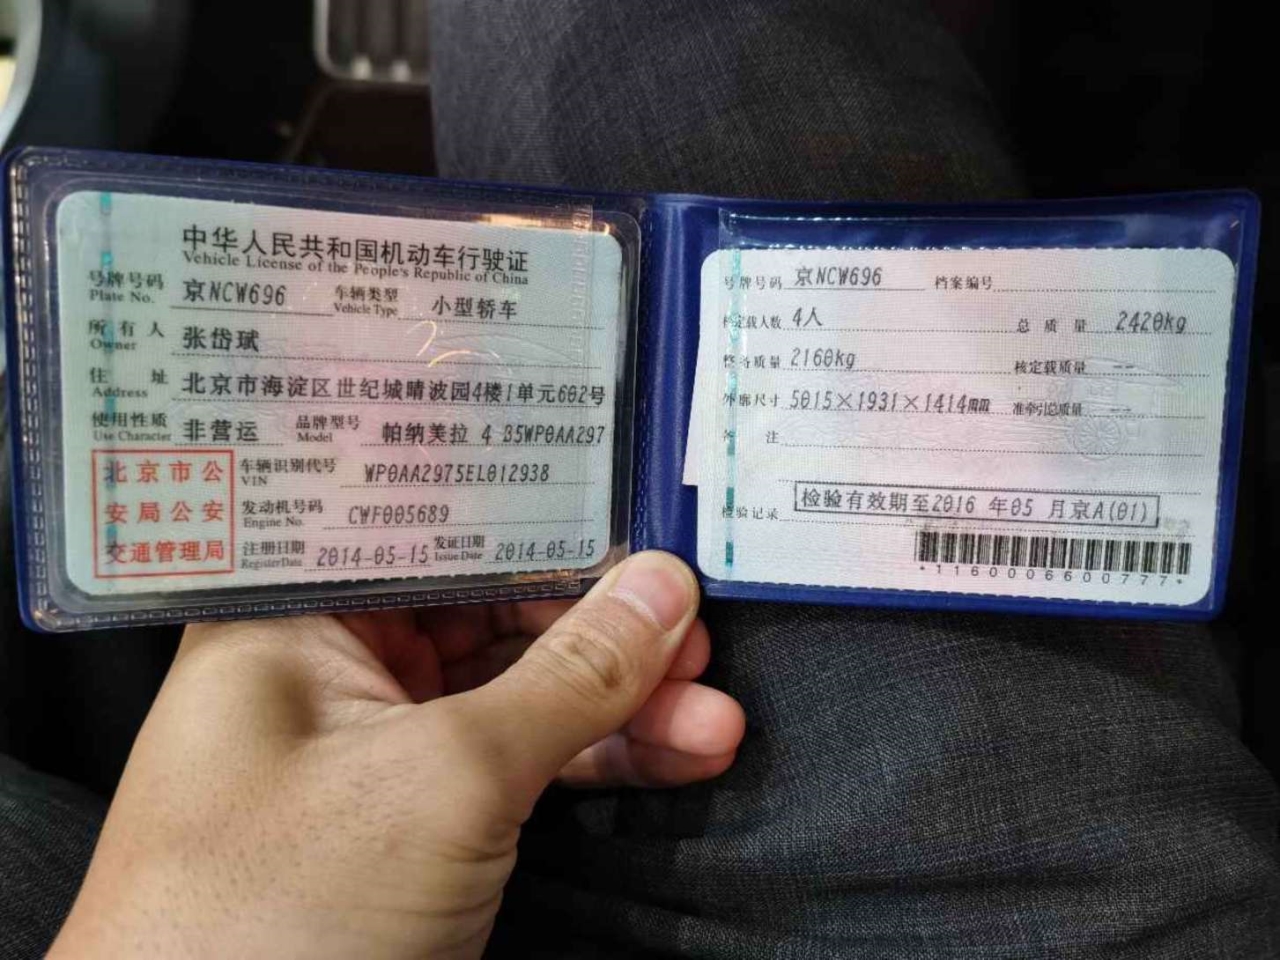 中华人民共和国机动车行驶证
Vehicle License of the People's Republic of China
号牌号码 京NCW696 车辆类型 小型轿车
Plate No. Vehicle Type
所有人 张岱珷
Owner
住址 北京市海淀区世纪城晴波园4楼1单元602号
Address
使用性质 非营运 品牌型号 帕纳美拉 4 B5WP0AA297
Use Character Model
北京市公
安局公安
交通管理局
车辆识别代号 WP0AA2975EL012938
VIN
发动机号码 CWF005689
Engine No.
注册日期 2014-05-15 发证日期 2014-05-15
Register Date Issue Date
号牌号码 京NCW696 档案编号
核定载人数 4人 总质量 2420kg
整备质量 2160kg 核定载质量 --
外廓尺寸 5015×1931×1414mm 准牵引总质量 --
备注
检验记录 检验有效期至2016 年05 月京A(01)
*1160006600777*